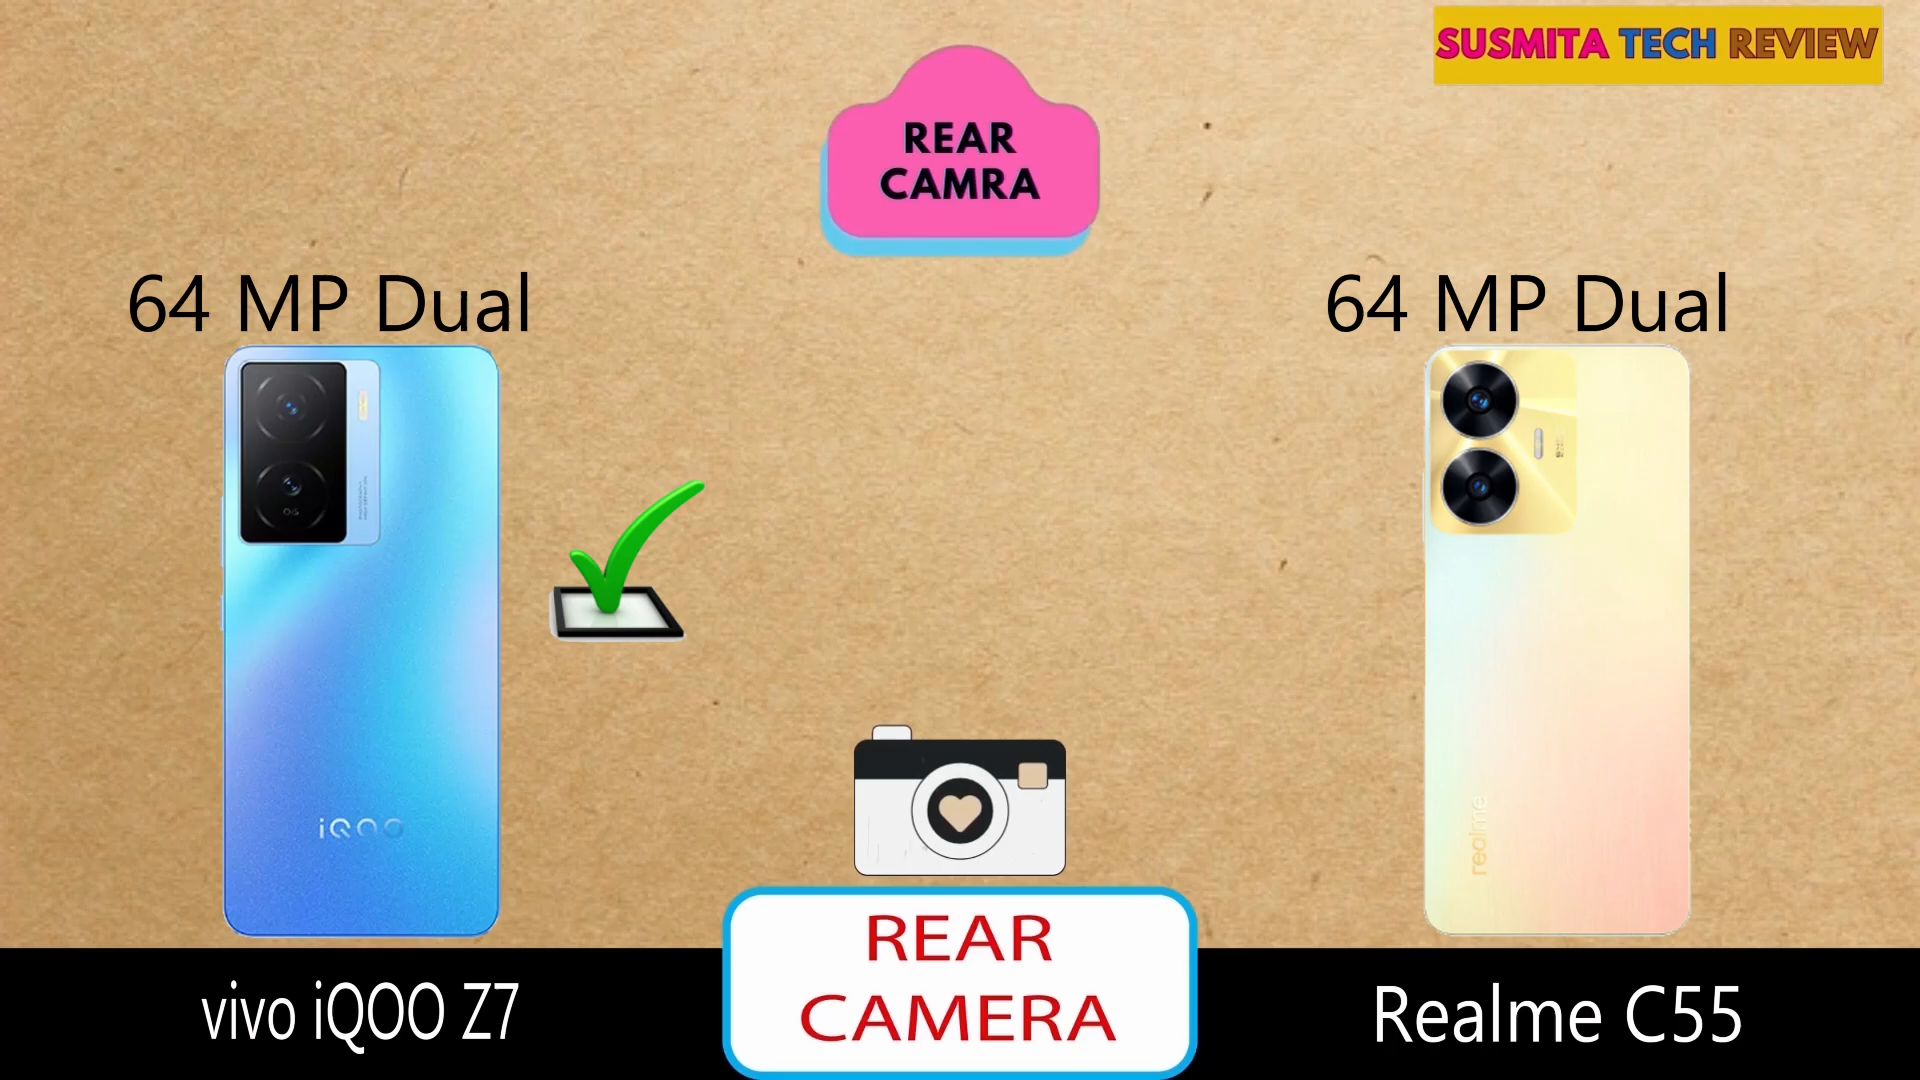 SUSMITA TECH REVIEW
REAR
CAMRA
64 MP Dual
64 MP Dual
OIS
iQOO
realme
REAR
CAMERA
vivo iQOO Z7
Realme C55